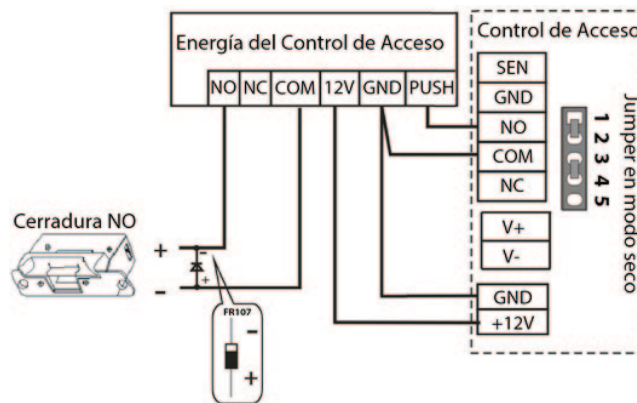 Energía del Control de Acceso
NO NC COM 12V GND PUSH
Control de Acceso
SEN
GND
NO
COM
NC
V+
V-
GND
+12V
1 2 3 4 5
Jumper en modo seco
Cerradura NO
+
-
-
+
FR107
-
+